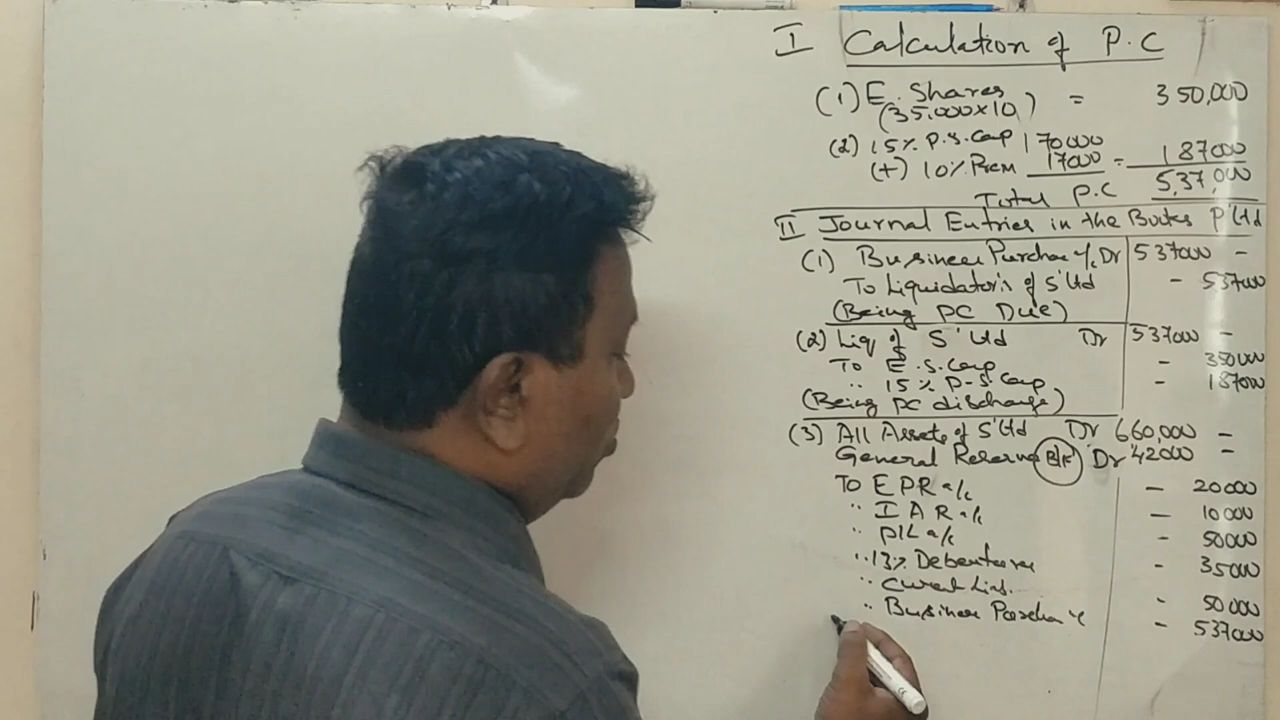 I Calculation of P.C
(1) E. Shares = 350,000
(35,000×10)
(2) 15% P.S. Cap 170000
(+) 10% Prem 17000 = 187000
Total P.C 5,37,000
II Journal Entries in the Books P'Ltd
(1) Business Purchase a/c Dr 537000 -
To Liquidator's of S'Ltd - 537000
(Being PC Due)
(2) Liq of S'Ltd Dr 537000 -
To E.S. Cap - 350000
" 15% P-S. Cap - 187000
(Being PC discharge)
(3) All Assets of S'Ltd Dr 660,000 -
General Reserve B/F Dr 42000 -
To EPR a/c - 20000
" IAR a/c - 10000
" P/L a/c - 50000
" 13% Debentures - 35000
" Curent Liab. - 50000
" Business Purchase a/c - 537000